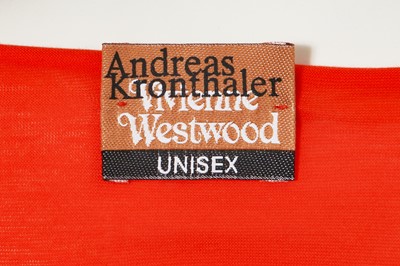 Andreas
Kronthaler
Vivienne
Westwood
UNISEX